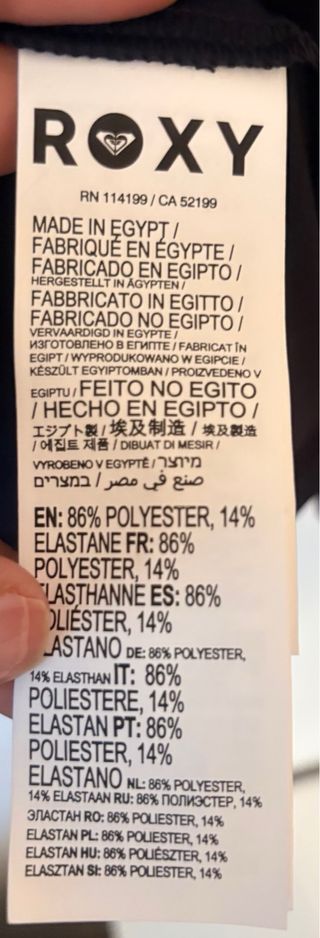 ROXY
RN 114199 / CA 52199
MADE IN EGYPT /
FABRIQUÉ EN ÉGYPTE /
FABRICADO EN EGIPTO /
HERGESTELLT IN ÄGYPTEN /
FABBRICATO IN EGITTO /
FABRICADO NO EGIPTO /
VERVAARDIGD IN EGYPTE /
ИЗГОТОВЛЕНО В ЕГИПТЕ / FABRICAT ÎN
EGIPT / WYPRODUKOWANO W EGIPCIE /
KÉSZÜLT EGYIPTOMBAN / PROIZVEDENO V
EGIPTU / FEITO NO EGITO
/ HECHO EN EGIPTO /
エジプト製 / 埃及制造 / 埃及製造
/ 에집트 제품 / DIBUAT DI MESIR /
VYROBENO V EGYPTĚ / מיוצר
במצרים / صنع في مصر
EN: 86% POLYESTER, 14%
ELASTANE FR: 86%
POLYESTER, 14%
ELASTHANNE ES: 86%
POLIÉSTER, 14%
ELASTANO DE: 86% POLYESTER,
14% ELASTHAN IT: 86%
POLIESTERE, 14%
ELASTAN PT: 86%
POLIESTER, 14%
ELASTANO NL: 86% POLYESTER,
14% ELASTAAN RU: 86% ПОЛИЭСТЕР, 14%
ЭЛАСТАН RO: 86% POLIESTER, 14%
ELASTAN PL: 86% POLIESTER, 14%
ELASTAN HU: 86% POLIÉSZTER, 14%
ELASZTAN SI: 86% POLIESTER, 14%